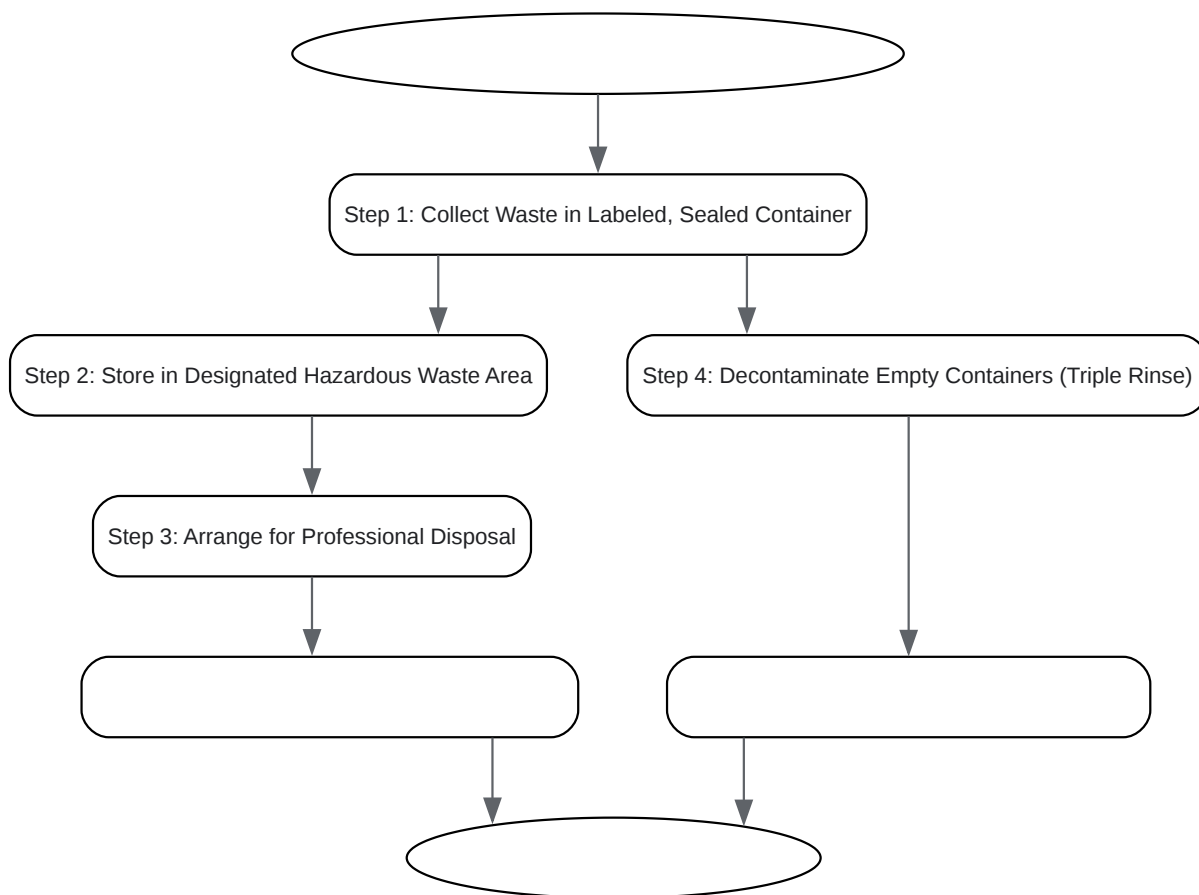 Step 1: Collect Waste in Labeled, Sealed Container
Step 2: Store in Designated Hazardous Waste Area
Step 4: Decontaminate Empty Containers (Triple Rinse)
Step 3: Arrange for Professional Disposal